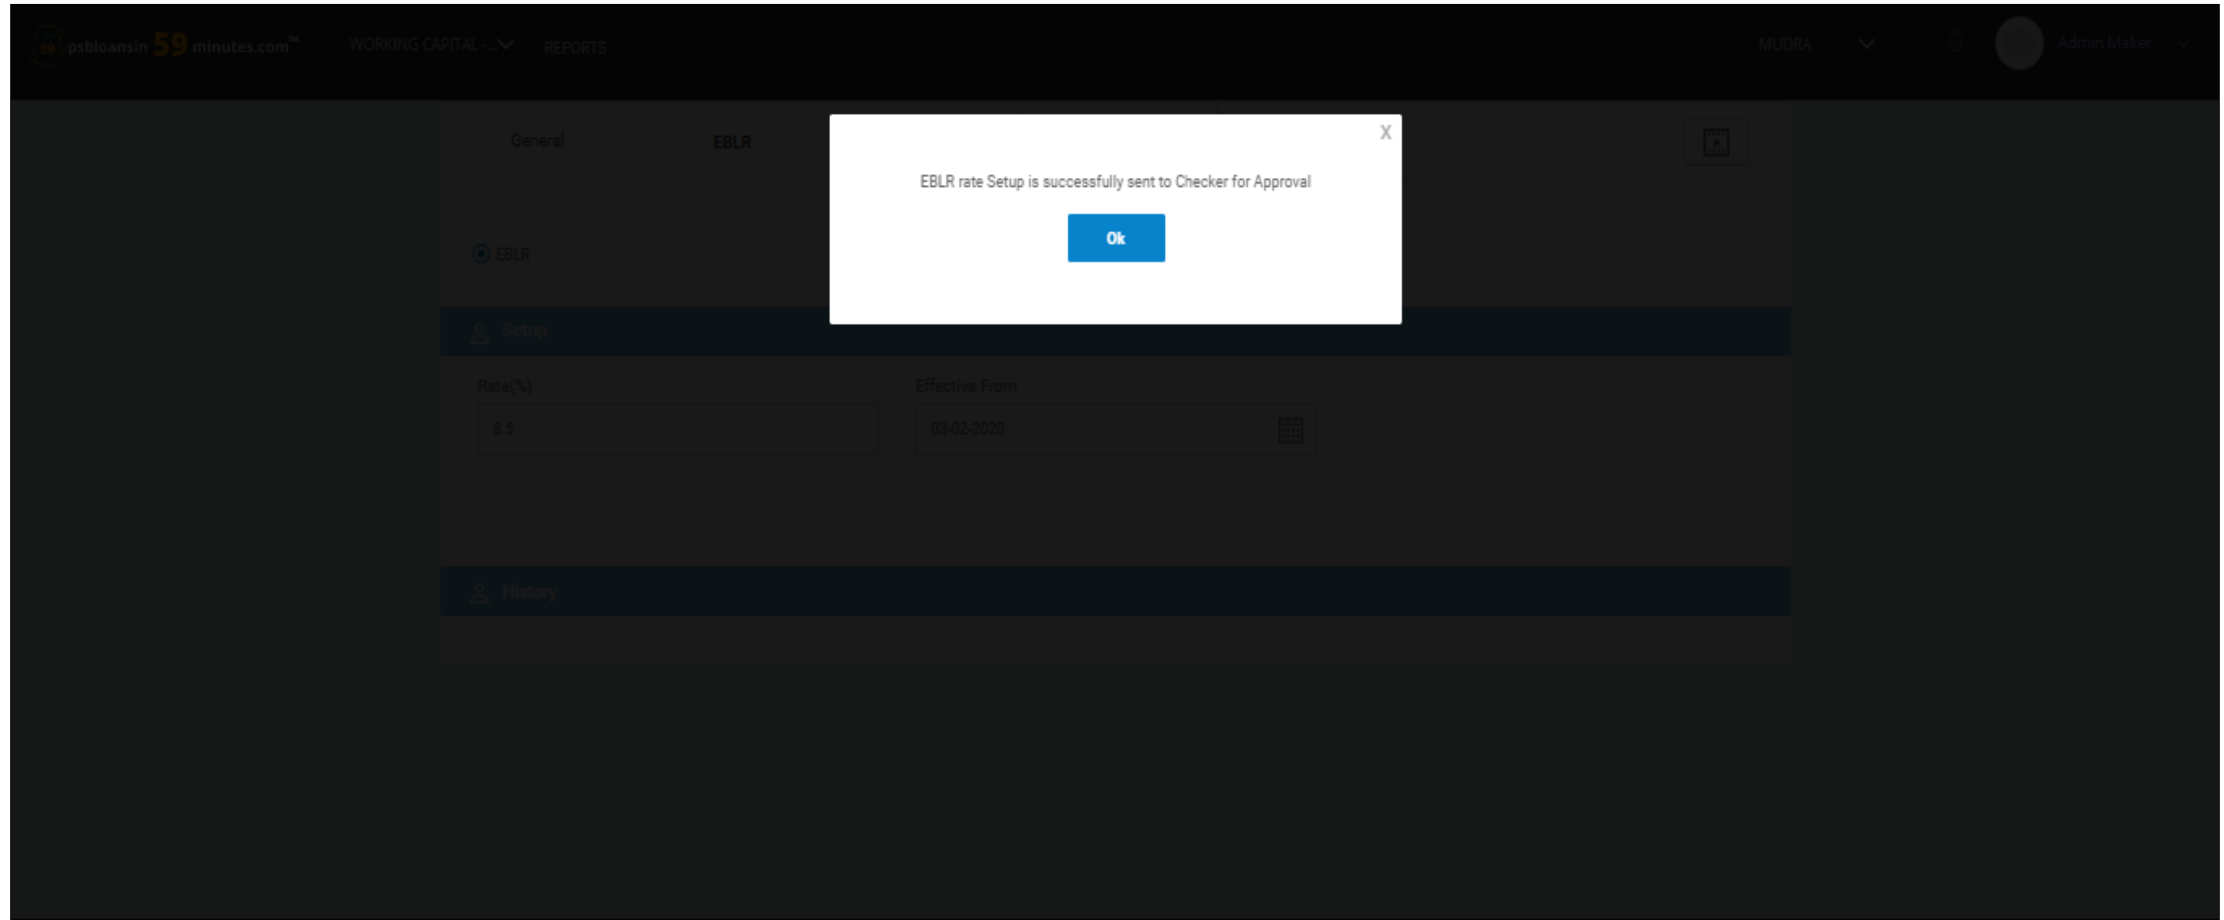 59 psbloansin 59 minutes.com™ WORKING CAPITAL -... REPORTS MUDRA Admin Maker
General EBLR X
EBLR rate Setup is successfully sent to Checker for Approval
Ok
EBLR
Setup
Rate(%) Effective From
8.5 03-02-2020
History